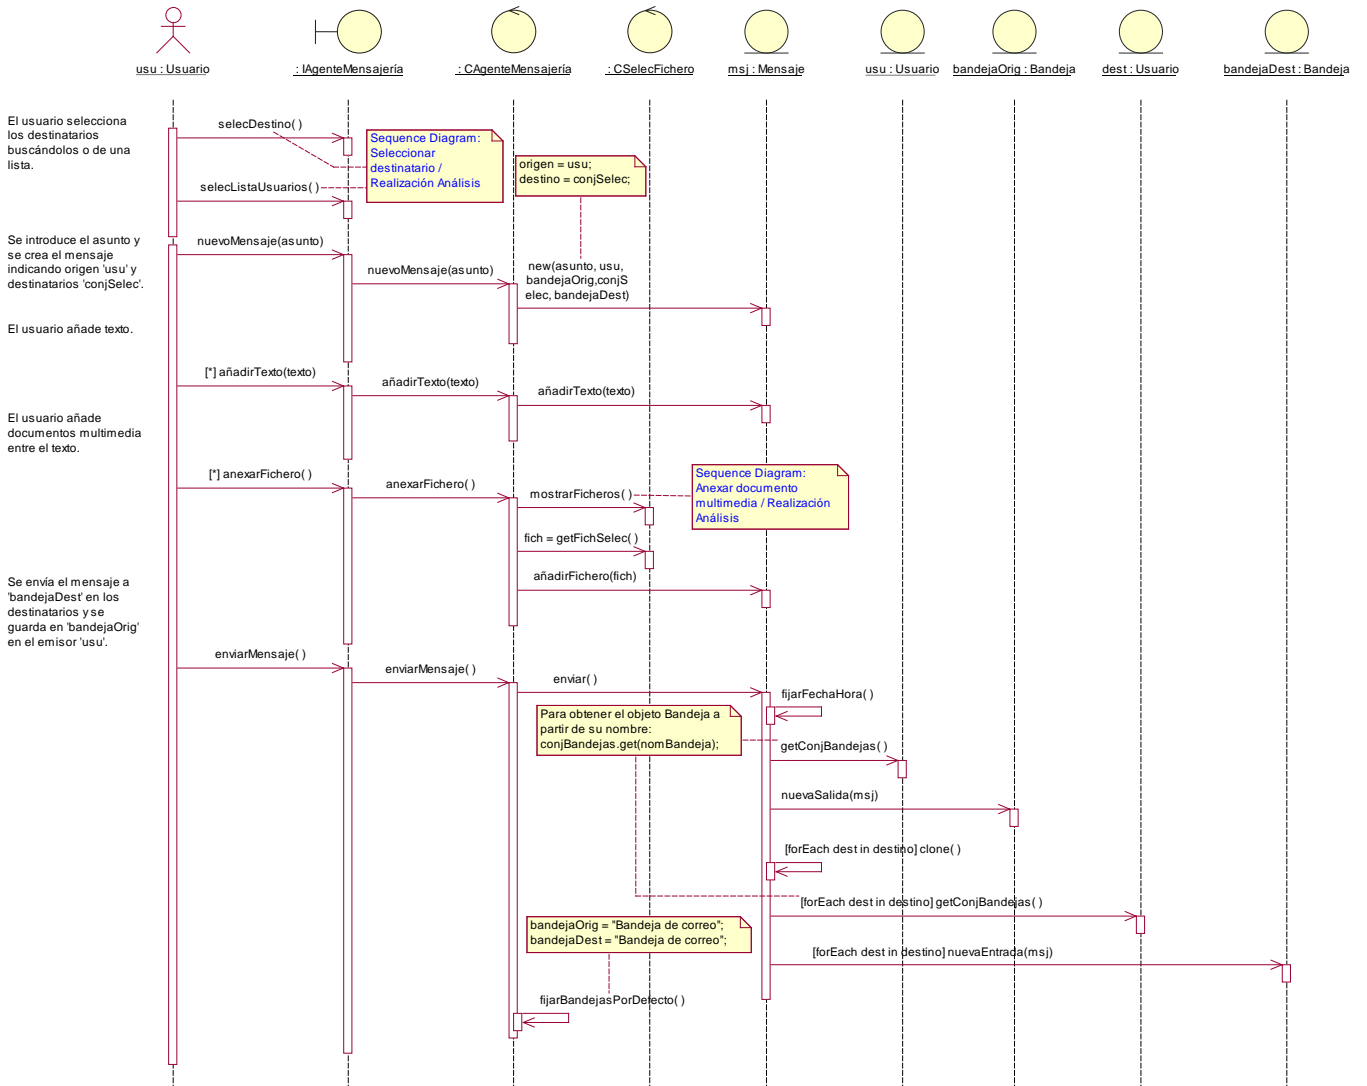 usu : Usuario
: IAgenteMensajería
: CAgenteMensajería
: CSelecFichero
msj : Mensaje
usu : Usuario
bandejaOrig : Bandeja
dest : Usuario
bandejaDest : Bandeja
El usuario selecciona
los destinatarios
buscándolos o de una
lista.
selecDestino( )
Sequence Diagram:
Seleccionar
destinatario /
Realización Análisis
origen = usu;
destino = conjSelec;
selecListaUsuarios( )
Se introduce el asunto y
se crea el mensaje
indicando origen 'usu' y
destinatarios 'conjSelec'.
nuevoMensaje(asunto)
nuevoMensaje(asunto)
new(asunto, usu,
bandejaOrig,conjS
elec, bandejaDest)
El usuario añade texto.
[*] añadirTexto(texto)
añadirTexto(texto)
añadirTexto(texto)
El usuario añade
documentos multimedia
entre el texto.
[*] anexarFichero( )
anexarFichero( )
mostrarFicheros( )
Sequence Diagram:
Anexar documento
multimedia / Realización
Análisis
fich = getFichSelec( )
añadirFichero(fich)
Se envía el mensaje a
'bandejaDest' en los
destinatarios y se
guarda en 'bandejaOrig'
en el emisor 'usu'.
enviarMensaje( )
enviarMensaje( )
enviar( )
fijarFechaHora( )
Para obtener el objeto Bandeja a
partir de su nombre:
conjBandejas.get(nomBandeja);
getConjBandejas( )
nuevaSalida(msj)
[forEach dest in destino] clone( )
[forEach dest in destino] getConjBandejas( )
bandejaOrig = "Bandeja de correo";
bandejaDest = "Bandeja de correo";
[forEach dest in destino] nuevaEntrada(msj)
fijarBandejasPorDefecto( )